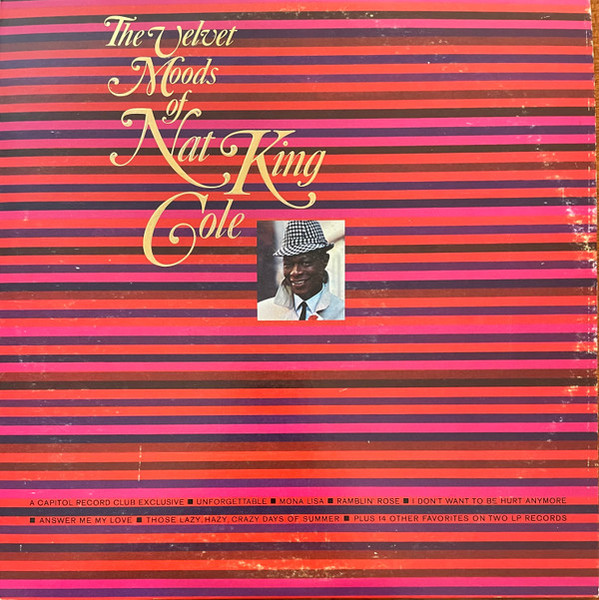 The Velvet
Moods
of
Nat King
Cole
A CAPITOL RECORD CLUB EXCLUSIVE ■ UNFORGETTABLE ■ MONA LISA ■ RAMBLIN' ROSE ■ I DON'T WANT TO BE HURT ANYMORE
■ ANSWER ME MY LOVE ■ THOSE LAZY, HAZY, CRAZY DAYS OF SUMMER ■ PLUS 14 OTHER FAVORITES ON TWO LP RECORDS